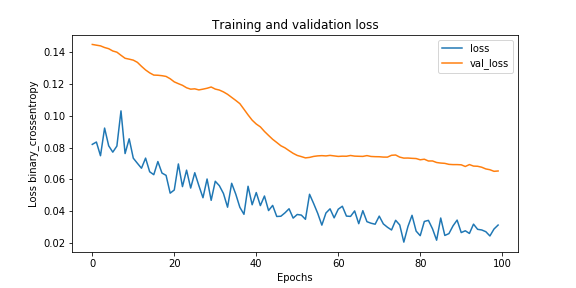 Training and validation loss
loss
val_loss
0.14
0.12
0.10
0.08
0.06
0.04
0.02
Loss binary_crossentropy
0
20
40
60
80
100
Epochs